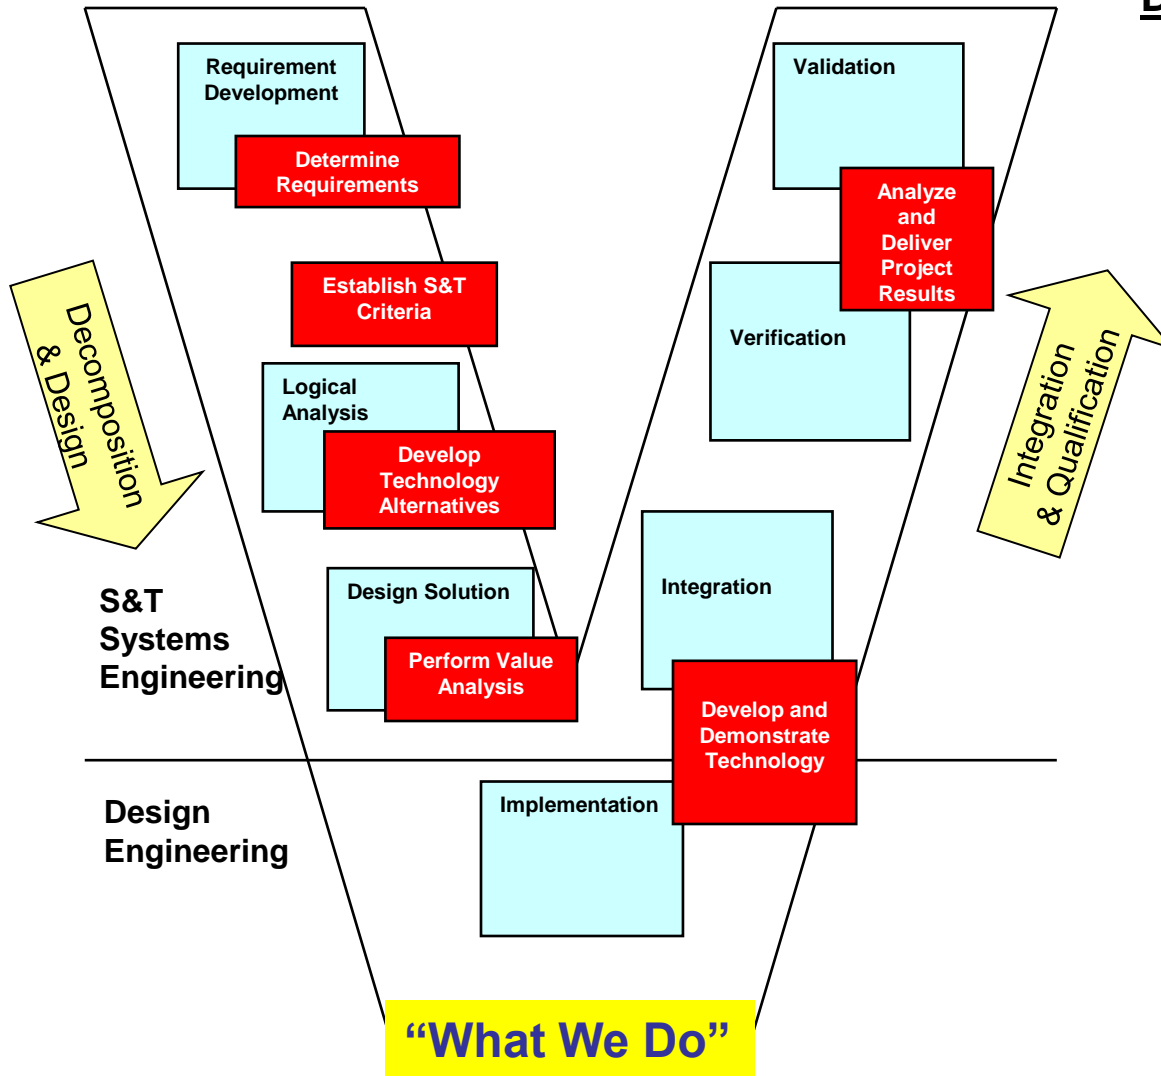 Requirement
Development
Determine
Requirements
Establish S&T
Criteria
Logical
Analysis
Develop
Technology
Alternatives
Design Solution
Perform Value
Analysis
Decomposition
& Design
S&T
Systems
Engineering
Design
Engineering
Implementation
Develop and
Demonstrate
Technology
Integration
Verification
Analyze
and
Deliver
Project
Results
Validation
Integration
& Qualification
“What We Do”